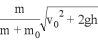 m/(m + m₀) √(v₀² + 2gh)